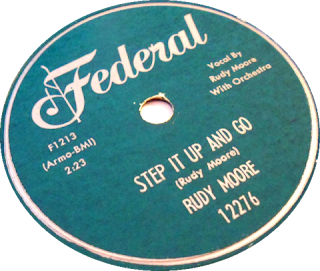 Federal
Vocal By
Rudy Moore
With Orchestra
F1213
(Armo-BMI)
2:23
STEP IT UP AND GO
(Rudy Moore)
RUDY MOORE
12276